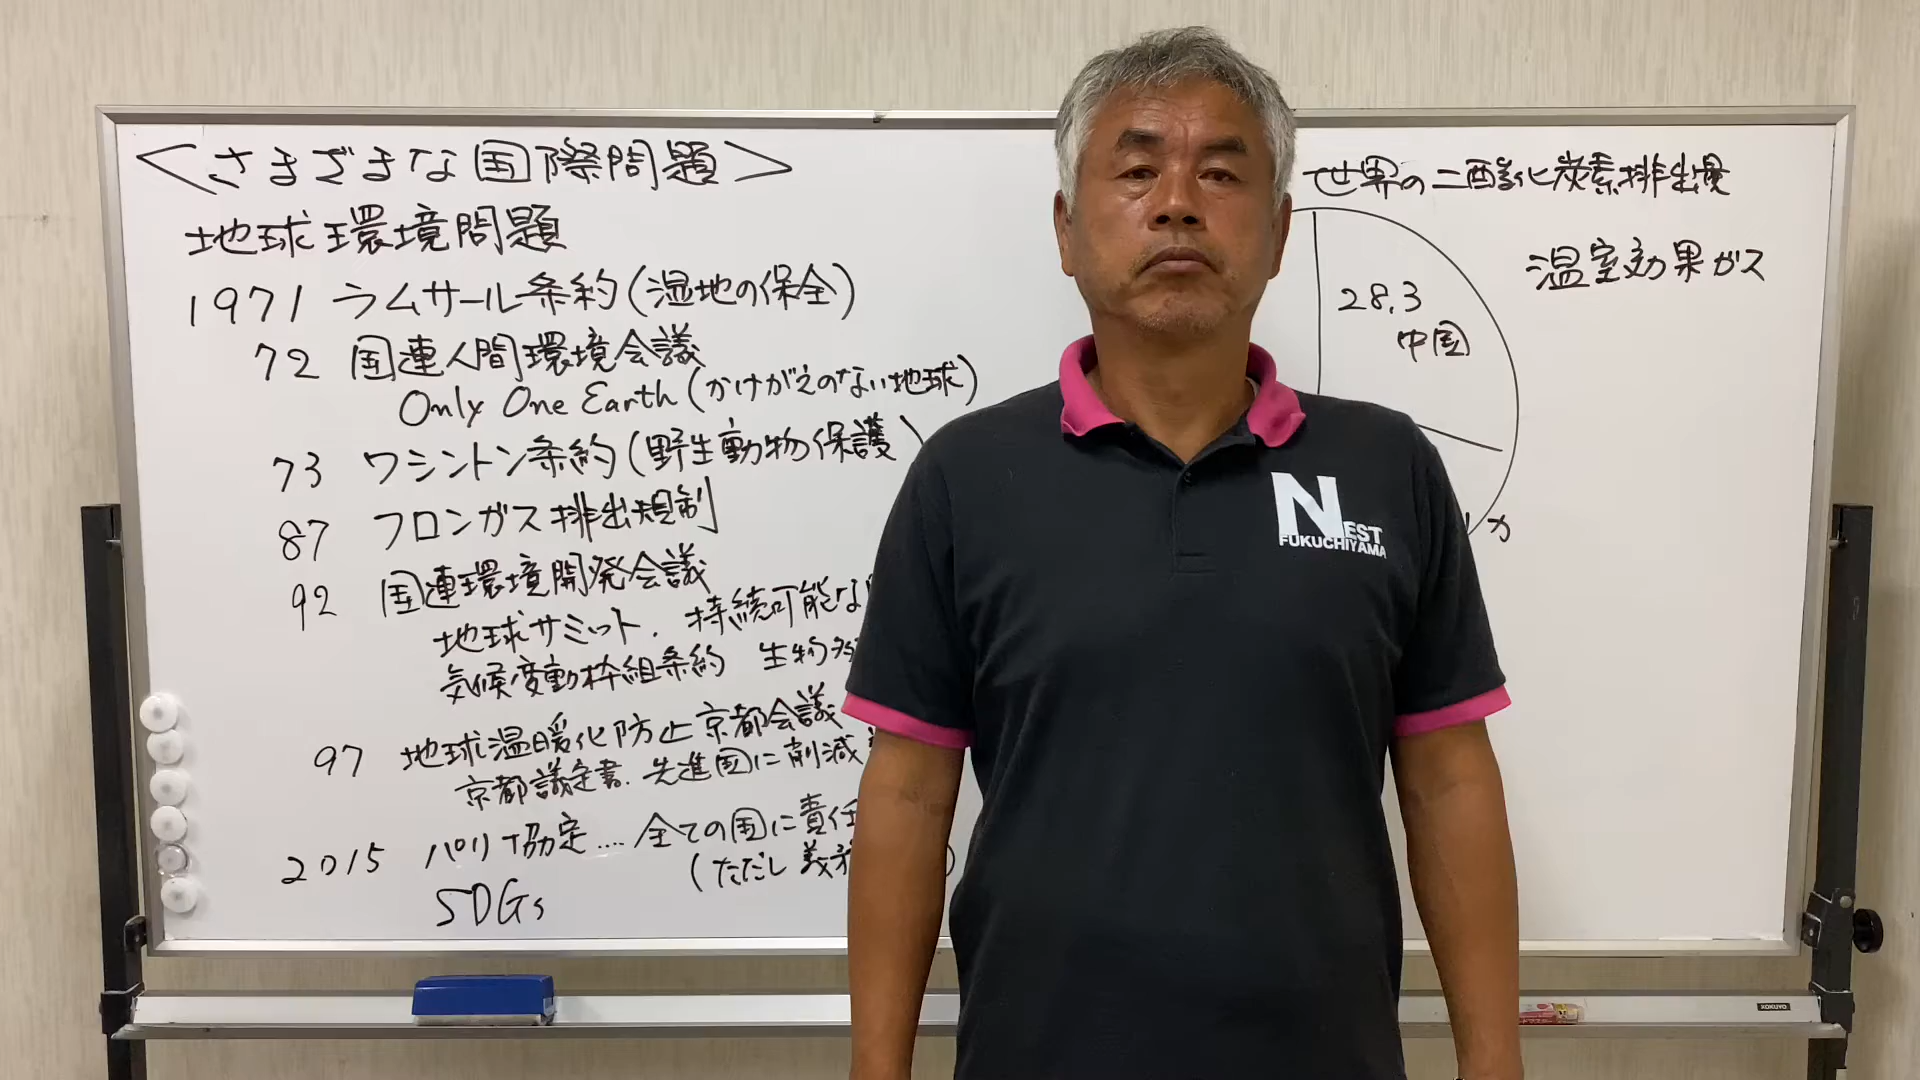 <さまざまな国際問題>
地球環境問題
1971 ラムサール条約(湿地の保全)
72 国連人間環境会議
Only One Earth (かけがえのない地球)
73 ワシントン条約(野生動物保護)
87 フロンガス排出規制
92 国連環境開発会議
地球サミット. 持続可能な
気候変動枠組条約 生物多
97 地球温暖化防止京都会議
京都議定書. 先進国に削減
2015 パリ協定....全ての国に責任
(ただし 義務 )
SDGs
世界の二酸化炭素排出量
温室効果ガス
28.3
中国
リカ
NEST
FUKUCHIYAMA
KOKUYO